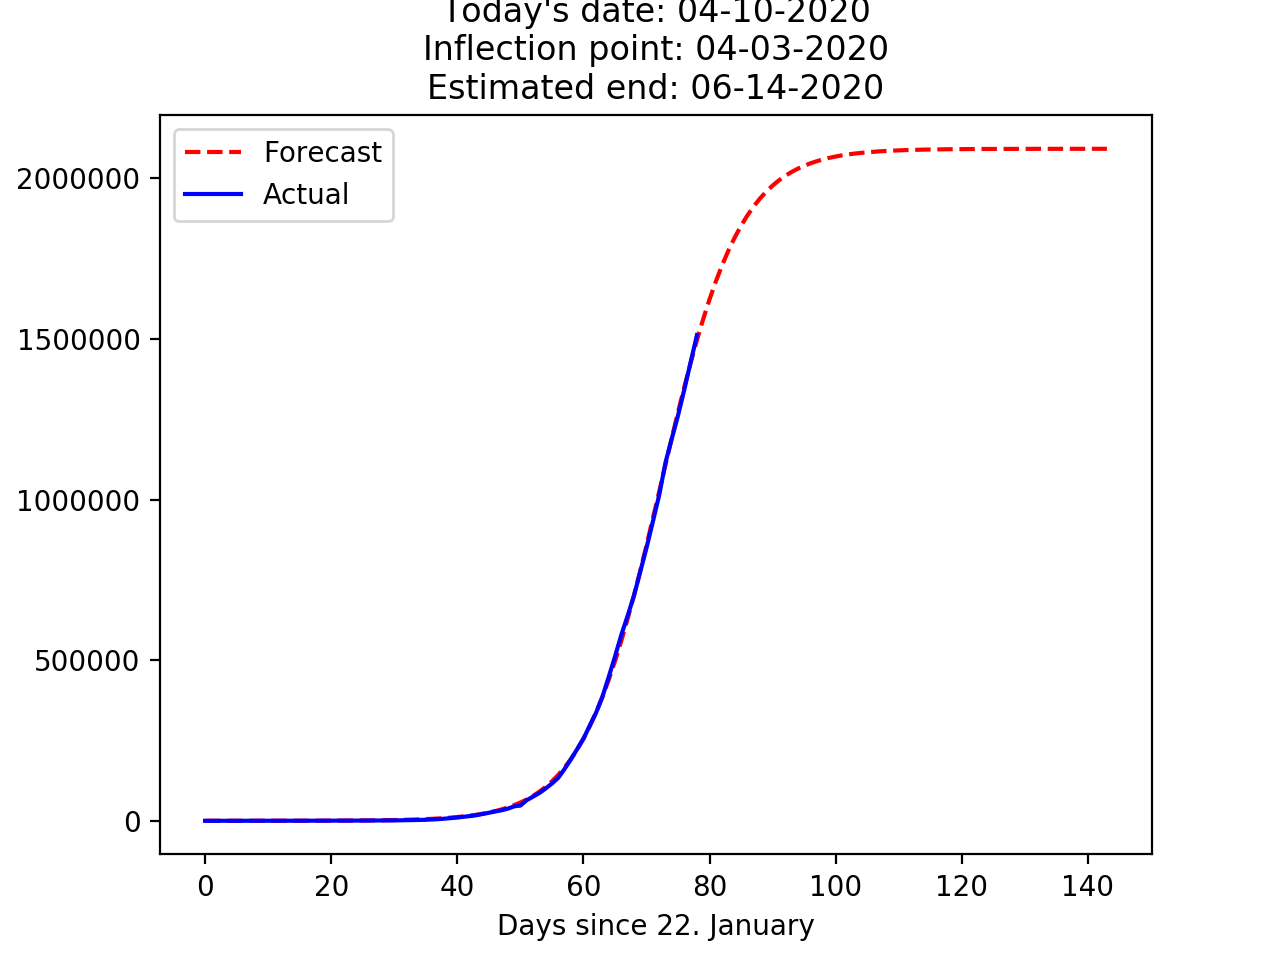 Today's date: 04-10-2020
Inflection point: 04-03-2020
Estimated end: 06-14-2020
Forecast
Actual
2000000
1500000
1000000
500000
0
0 20 40 60 80 100 120 140
Days since 22. January